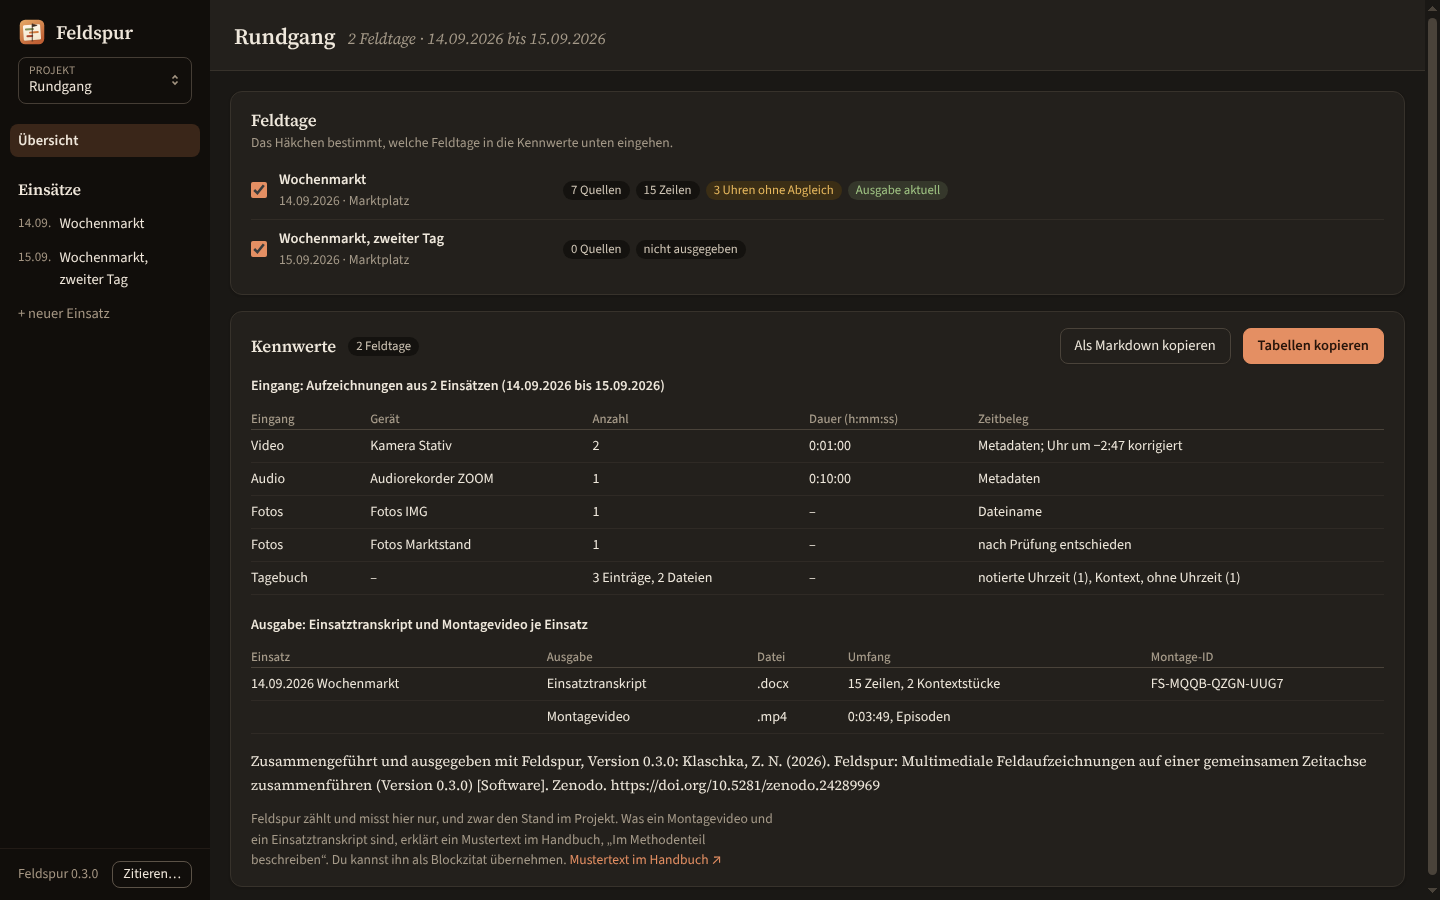 Feldspur
PROJEKT
Rundgang
Übersicht
Einsätze
14.09. Wochenmarkt
15.09. Wochenmarkt,
zweiter Tag
+ neuer Einsatz
Feldspur 0.3.0 Zitieren…
Rundgang 2 Feldtage · 14.09.2026 bis 15.09.2026
Feldtage
Das Häkchen bestimmt, welche Feldtage in die Kennwerte unten eingehen.
Wochenmarkt
14.09.2026 · Marktplatz
7 Quellen 15 Zeilen 3 Uhren ohne Abgleich Ausgabe aktuell
Wochenmarkt, zweiter Tag
15.09.2026 · Marktplatz
0 Quellen nicht ausgegeben
Kennwerte 2 Feldtage Als Markdown kopieren Tabellen kopieren
Eingang: Aufzeichnungen aus 2 Einsätzen (14.09.2026 bis 15.09.2026)
Eingang Gerät Anzahl Dauer (h:mm:ss) Zeitbeleg
Video Kamera Stativ 2 0:01:00 Metadaten; Uhr um −2:47 korrigiert
Audio Audiorekorder ZOOM 1 0:10:00 Metadaten
Fotos Fotos IMG 1 – Dateiname
Fotos Fotos Marktstand 1 – nach Prüfung entschieden
Tagebuch – 3 Einträge, 2 Dateien – notierte Uhrzeit (1), Kontext, ohne Uhrzeit (1)
Ausgabe: Einsatztranskript und Montagevideo je Einsatz
Einsatz Ausgabe Datei Umfang Montage-ID
14.09.2026 Wochenmarkt Einsatztranskript .docx 15 Zeilen, 2 Kontextstücke FS-MQQB-QZGN-UUG7
Montagevideo .mp4 0:03:49, Episoden
Zusammengeführt und ausgegeben mit Feldspur, Version 0.3.0: Klaschka, Z. N. (2026). Feldspur: Multimediale Feldaufzeichnungen auf einer gemeinsamen Zeitachse
zusammenführen (Version 0.3.0) [Software]. Zenodo. https://doi.org/10.5281/zenodo.24289969
Feldspur zählt und misst hier nur, und zwar den Stand im Projekt. Was ein Montagevideo und
ein Einsatztranskript sind, erklärt ein Mustertext im Handbuch, „Im Methodenteil
beschreiben“. Du kannst ihn als Blockzitat übernehmen. Mustertext im Handbuch ↗